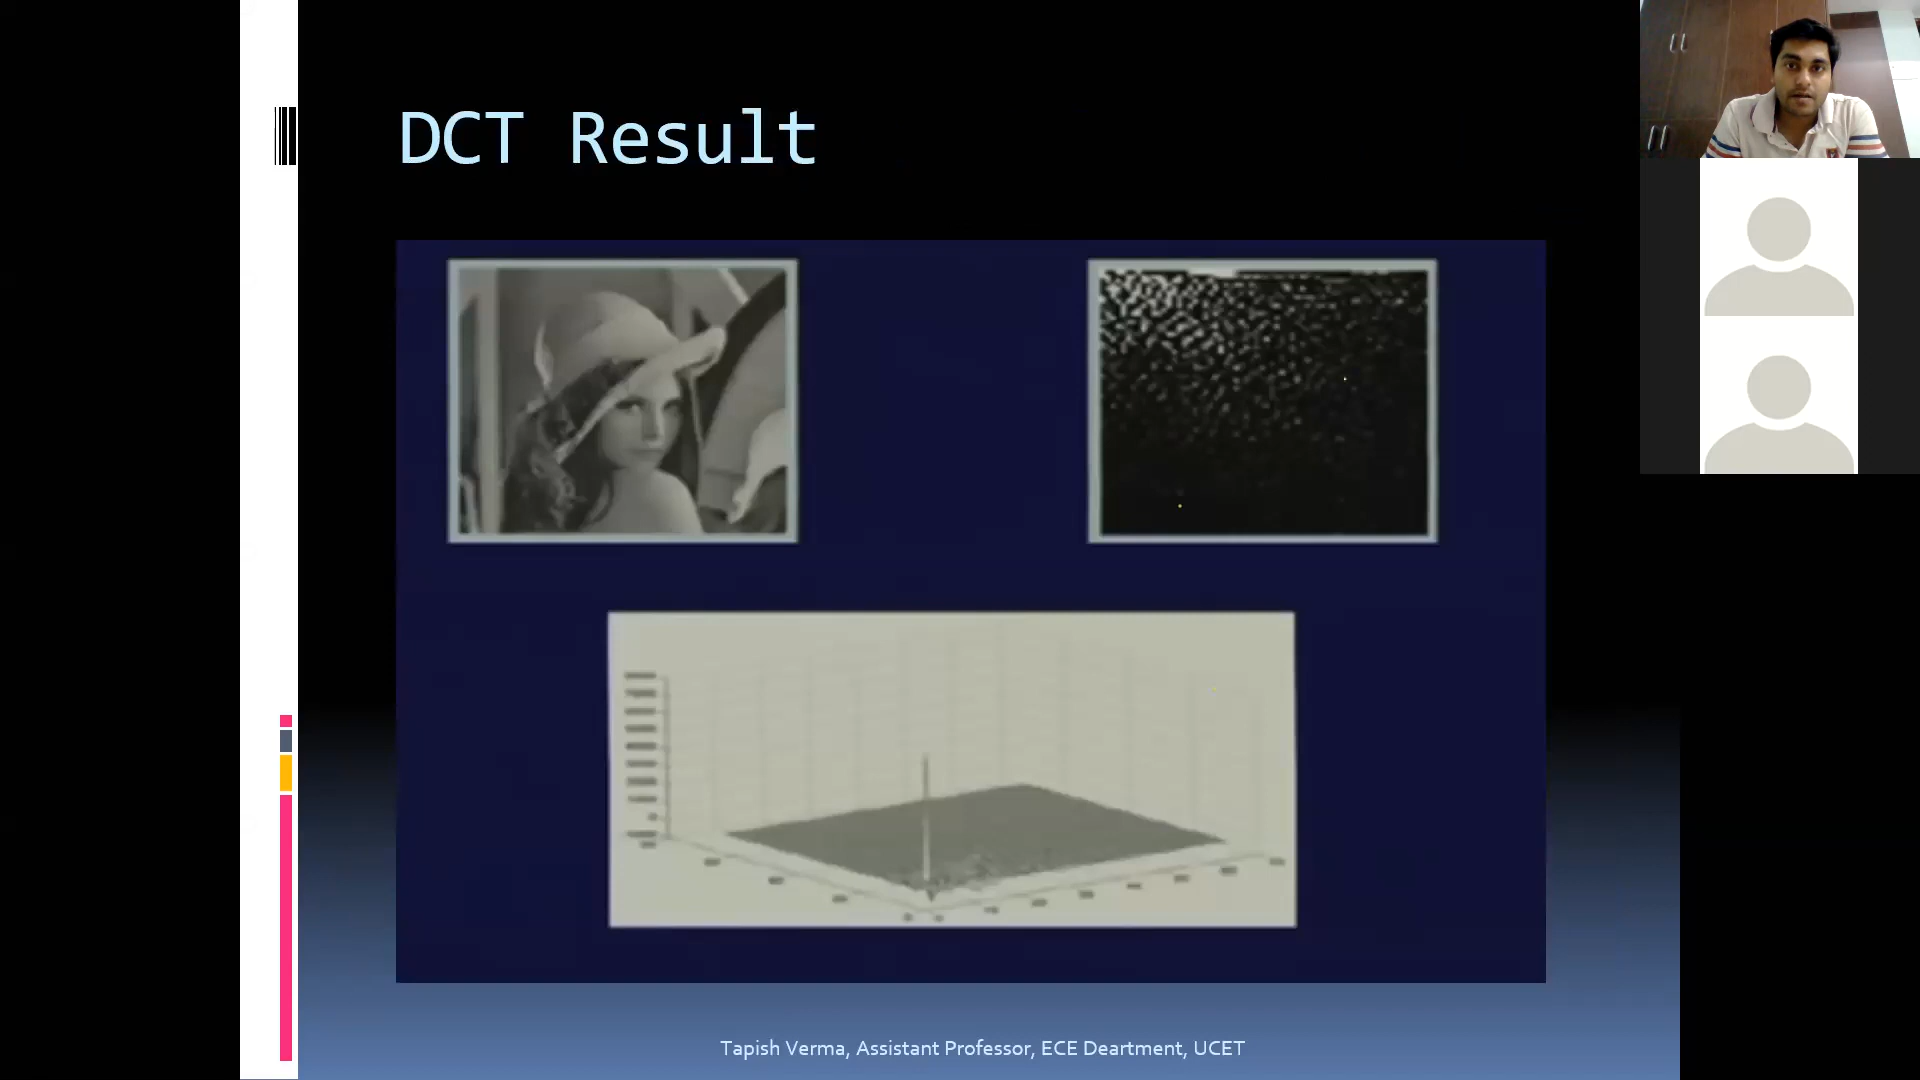 DCT Result
Tapish Verma, Assistant Professor, ECE Deartment, UCET